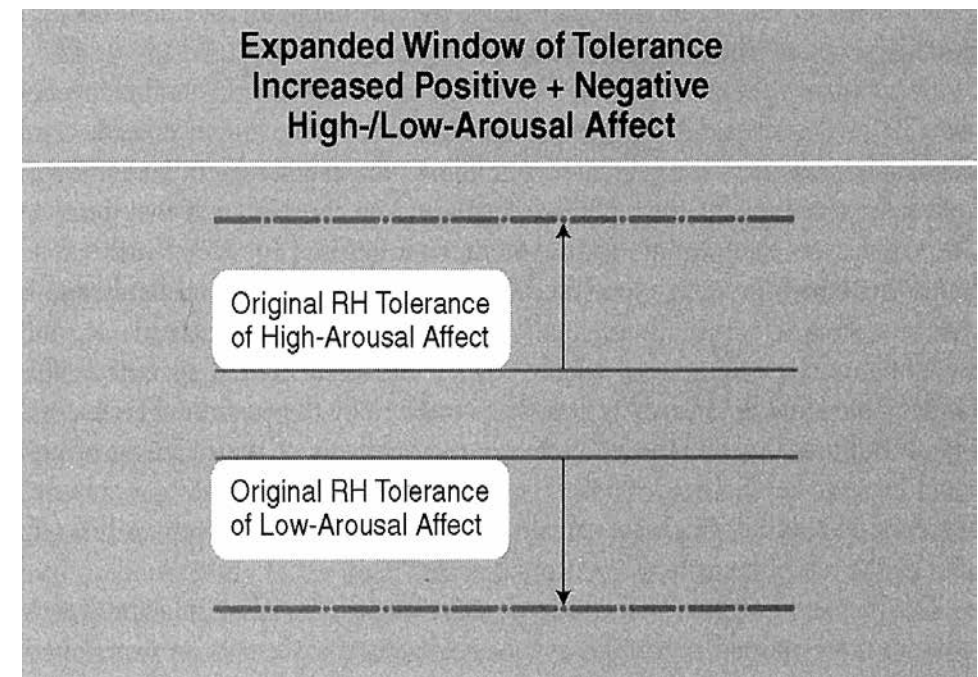 Expanded Window of Tolerance
Increased Positive + Negative
High-/Low-Arousal Affect
Original RH Tolerance
of High-Arousal Affect
Original RH Tolerance
of Low-Arousal Affect